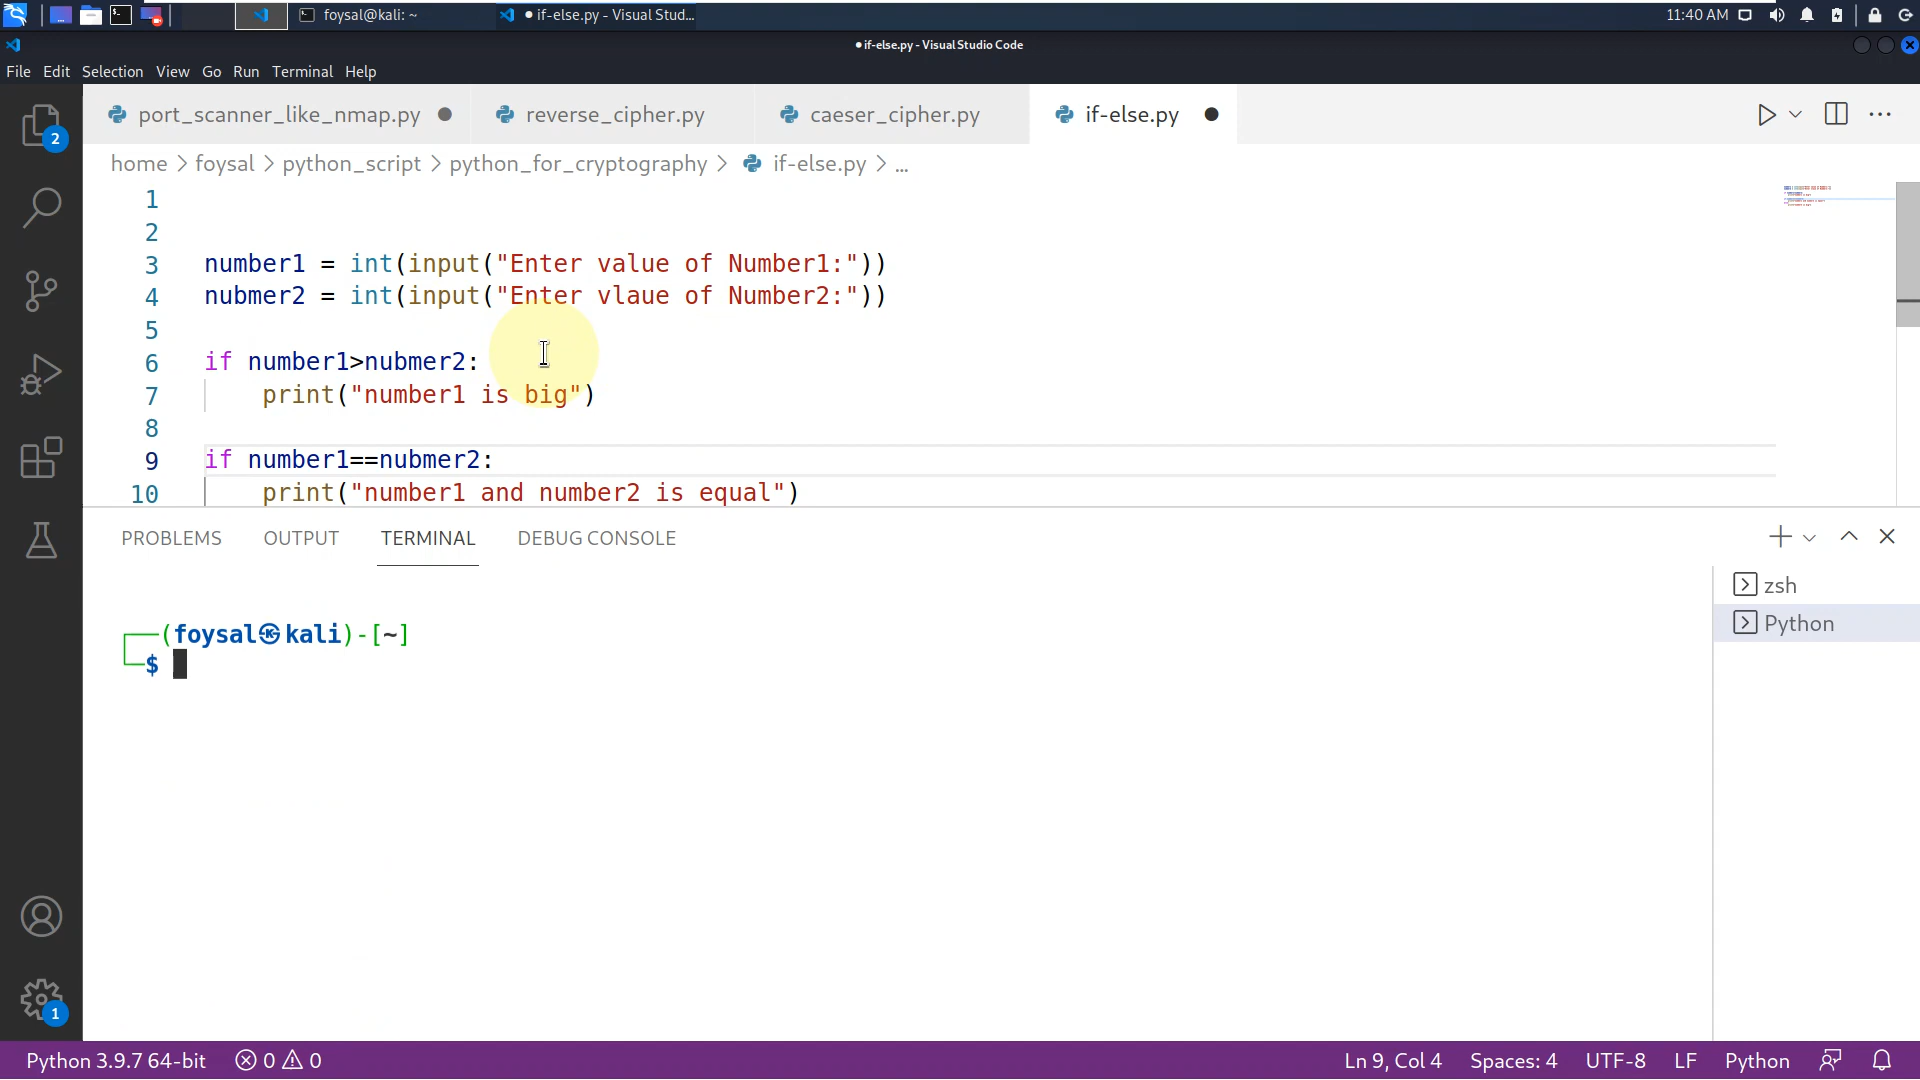 foysal@kali: ~
if-else.py - Visual Stud...
11:40 AM
if-else.py - Visual Studio Code
File Edit Selection View Go Run Terminal Help
port_scanner_like_nmap.py reverse_cipher.py caeser_cipher.py if-else.py
home > foysal > python_script > python_for_cryptography > if-else.py > ...
1
2
3 number1 = int(input("Enter value of Number1:"))
4 nubmer2 = int(input("Enter vlaue of Number2:"))
5
6 if number1>nubmer2:
7 print("number1 is big")
8
9 if number1==nubmer2:
10 print("number1 and number2 is equal")
2
PROBLEMS OUTPUT TERMINAL DEBUG CONSOLE
zsh
Python
(foysal㉿kali)-[~]
$
1
Python 3.9.7 64-bit 0 0 Ln 9, Col 4 Spaces: 4 UTF-8 LF Python